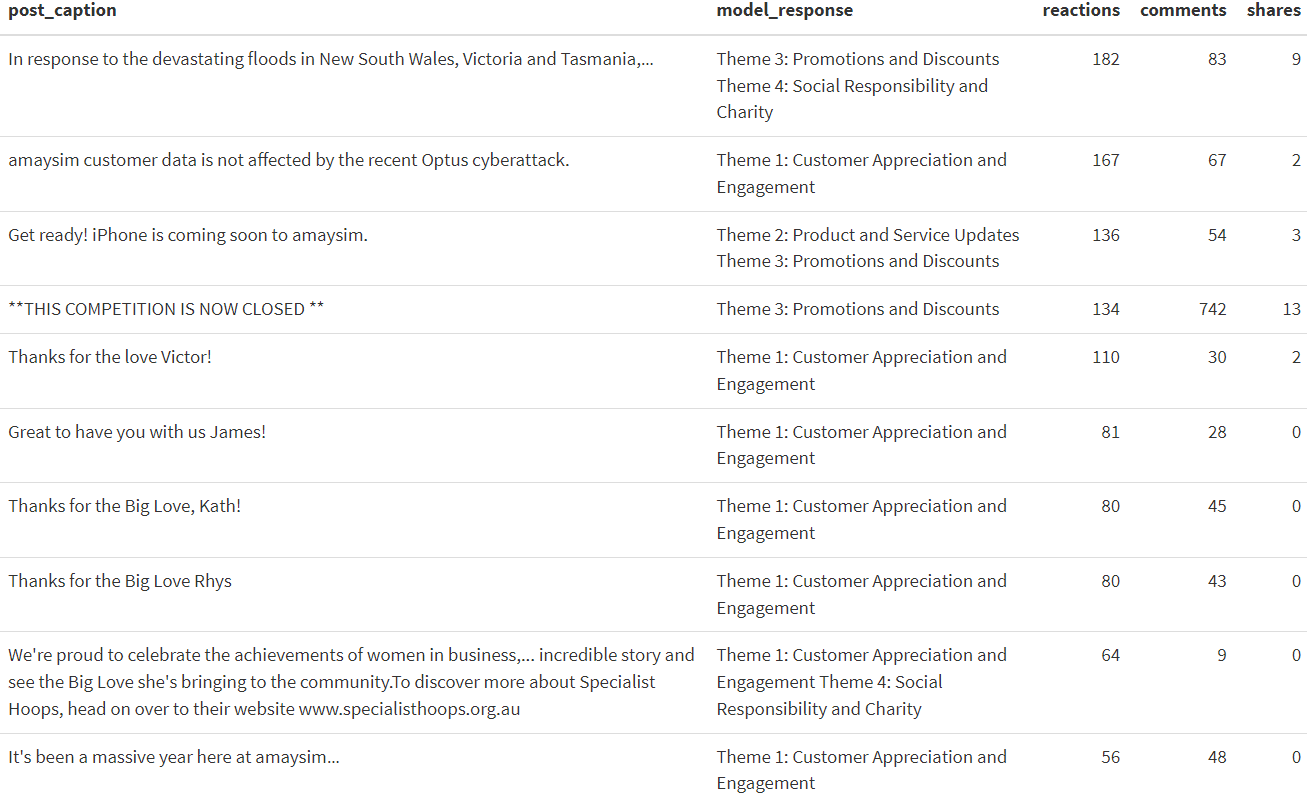 post_caption model_response reactions comments shares
In response to the devastating floods in New South Wales, Victoria and Tasmania,... Theme 3: Promotions and Discounts 182 83 9
Theme 4: Social Responsibility and
Charity
amaysim customer data is not affected by the recent Optus cyberattack. Theme 1: Customer Appreciation and 167 67 2
Engagement
Get ready! iPhone is coming soon to amaysim. Theme 2: Product and Service Updates 136 54 3
Theme 3: Promotions and Discounts
**THIS COMPETITION IS NOW CLOSED ** Theme 3: Promotions and Discounts 134 742 13
Thanks for the love Victor! Theme 1: Customer Appreciation and 110 30 2
Engagement
Great to have you with us James! Theme 1: Customer Appreciation and 81 28 0
Engagement
Thanks for the Big Love, Kath! Theme 1: Customer Appreciation and 80 45 0
Engagement
Thanks for the Big Love Rhys Theme 1: Customer Appreciation and 80 43 0
Engagement
We're proud to celebrate the achievements of women in business,... incredible story and Theme 1: Customer Appreciation and 64 9 0
see the Big Love she's bringing to the community.To discover more about Specialist Engagement Theme 4: Social
Hoops, head on over to their website www.specialisthoops.org.au Responsibility and Charity
It's been a massive year here at amaysim... Theme 1: Customer Appreciation and 56 48 0
Engagement